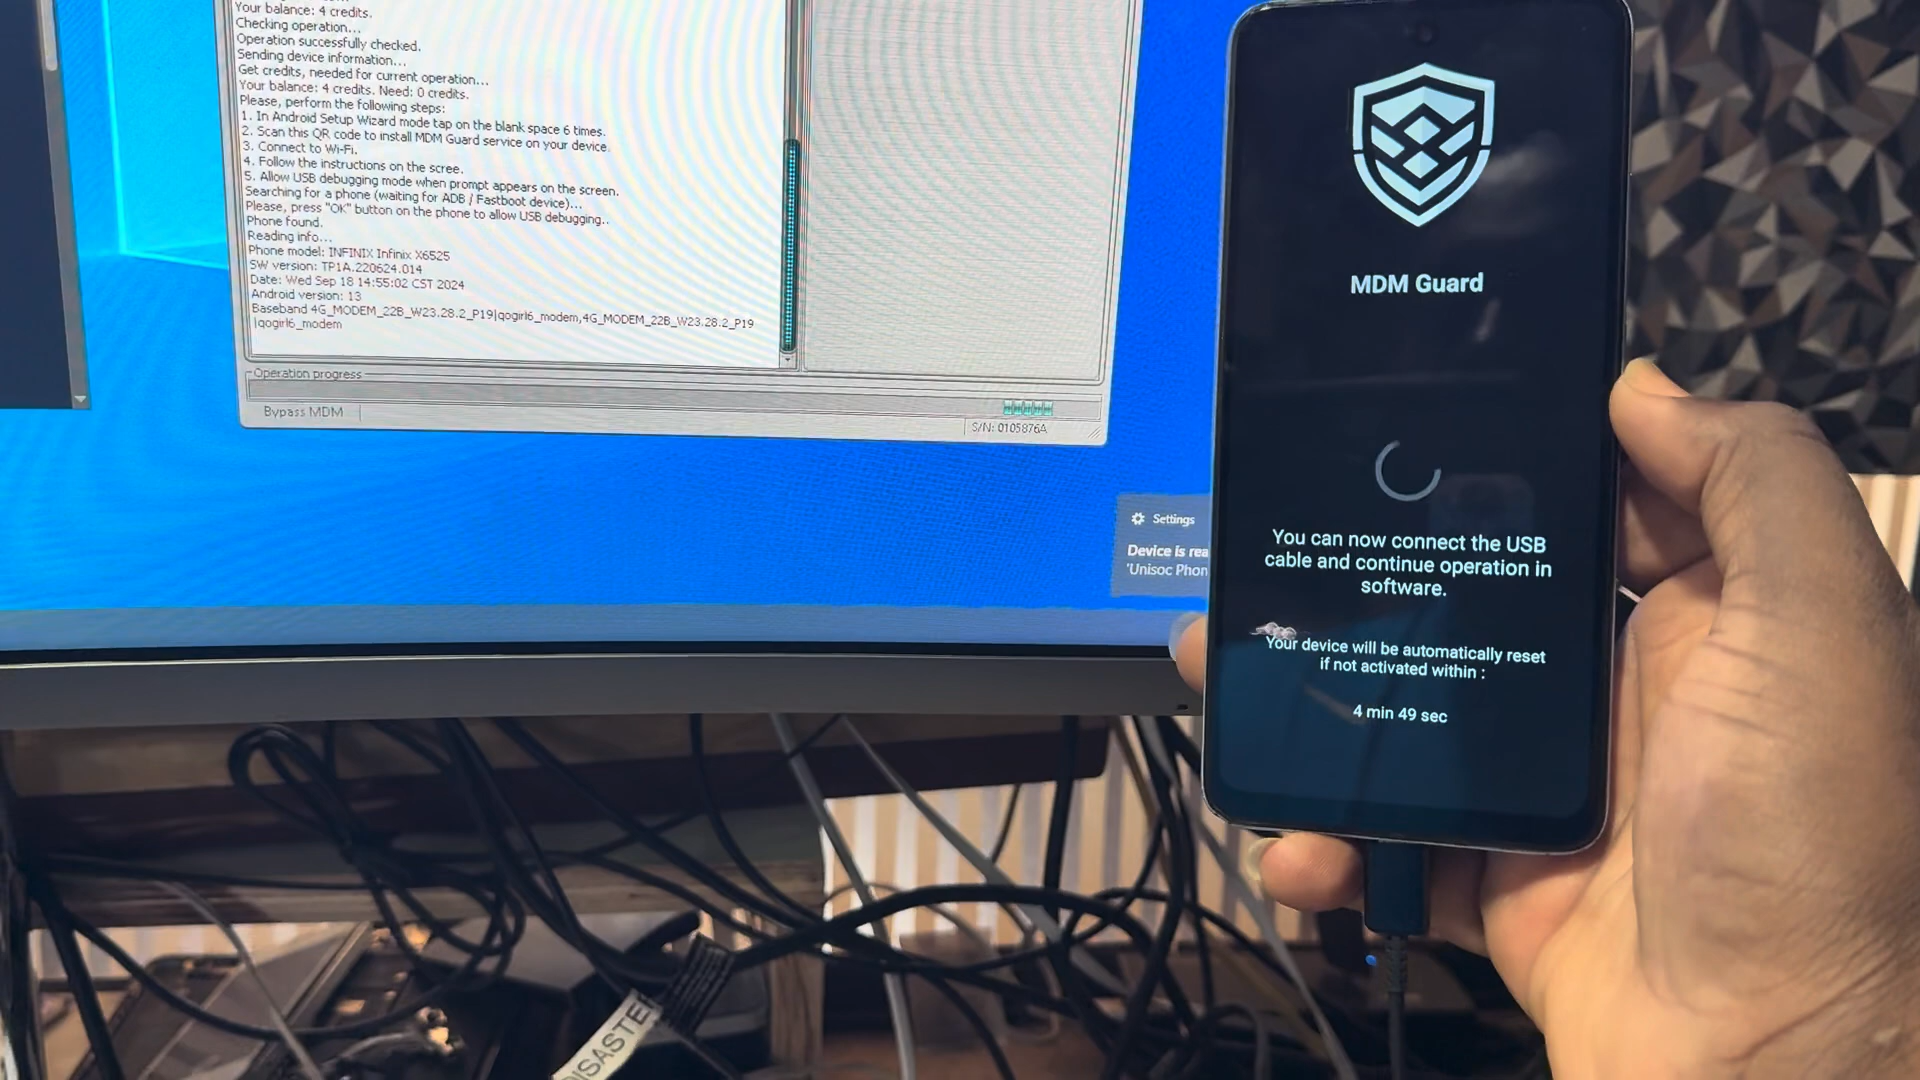 Your balance: 4 credits.
Checking operation...
Operation successfully checked.
Sending device information...
Get credits, needed for current operation...
Your balance: 4 credits. Need: 0 credits.
Please, perform the following steps:
1. In Android Setup Wizard mode tap on the blank space 6 times.
2. Scan this QR code to install MDM Guard service on your device.
3. Connect to Wi-Fi.
4. Follow the instructions on the scree.
5. Allow USB debugging mode when prompt appears on the screen.
Searching for a phone (waiting for ADB / Fastboot device)...
Please, press "OK" button on the phone to allow USB debugging..
Phone found.
Reading info...
Phone model: INFINIX Infinix X6525
SW version: TP1A.220624.014
Date: Wed Sep 18 14:55:02 CST 2024
Android version: 13
Baseband 4G_MODEM_22B_W23.28.2_P19|qogirl6_modem,4G_MODEM_22B_W23.28.2_P19
|qogirl6_modem
Operation progress
Bypass MDM
S/N: 0105876A
Settings
Device is rea
'Unisoc Phon
MDM Guard
You can now connect the USB
cable and continue operation in
software.
Your device will be automatically reset
if not activated within :
4 min 49 sec
DISASTER